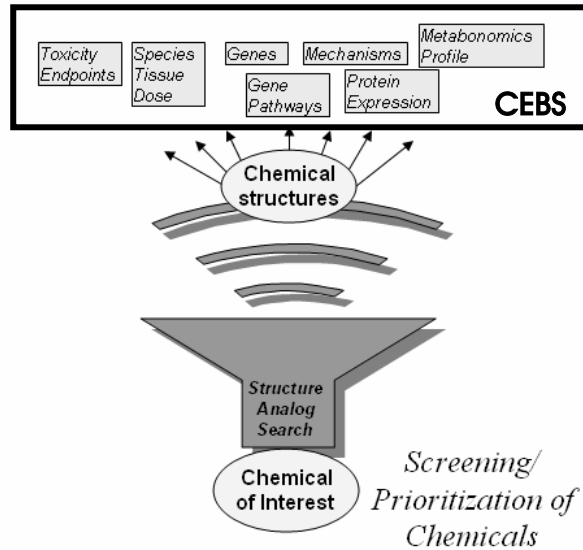 Toxicity
Endpoints
Species
Tissue
Dose
Genes
Mechanisms
Metabonomics
Profile
Gene
Pathways
Protein
Expression
CEBS
Chemical
structures
Structure
Analog
Search
Chemical
of Interest
Screening/
Prioritization of
Chemicals